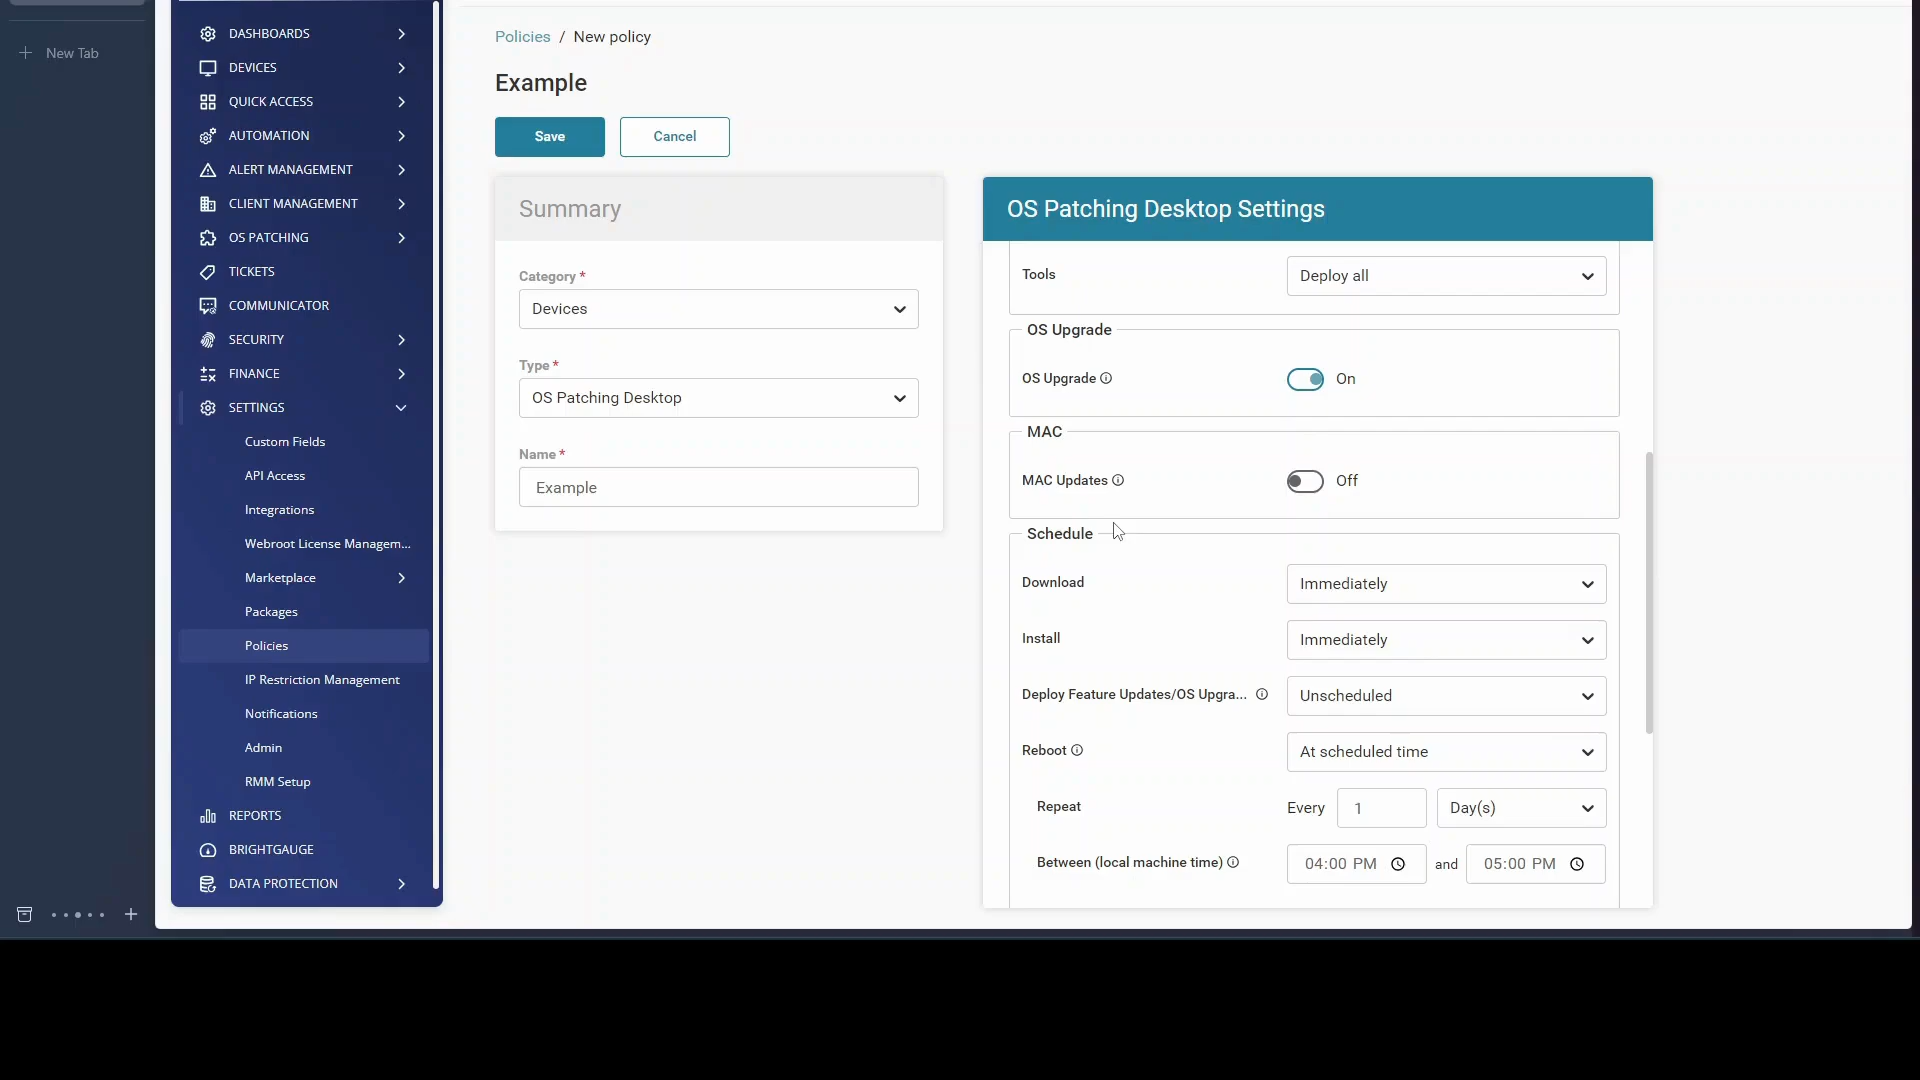 New Tab
DASHBOARDS
DEVICES
QUICK ACCESS
AUTOMATION
ALERT MANAGEMENT
CLIENT MANAGEMENT
OS PATCHING
TICKETS
COMMUNICATOR
SECURITY
FINANCE
SETTINGS
Custom Fields
API Access
Integrations
Webroot License Managem...
Marketplace
Packages
Policies
IP Restriction Management
Notifications
Admin
RMM Setup
REPORTS
BRIGHTGAUGE
DATA PROTECTION
Policies / New policy
Example
Save Cancel
Summary
Category *
Devices
Type *
OS Patching Desktop
Name *
Example
OS Patching Desktop Settings
Tools Deploy all
OS Upgrade
OS Upgrade On
MAC
MAC Updates Off
Schedule
Download Immediately
Install Immediately
Deploy Feature Updates/OS Upgra... Unscheduled
Reboot At scheduled time
Repeat Every 1 Day(s)
Between (local machine time) 04:00 PM and 05:00 PM